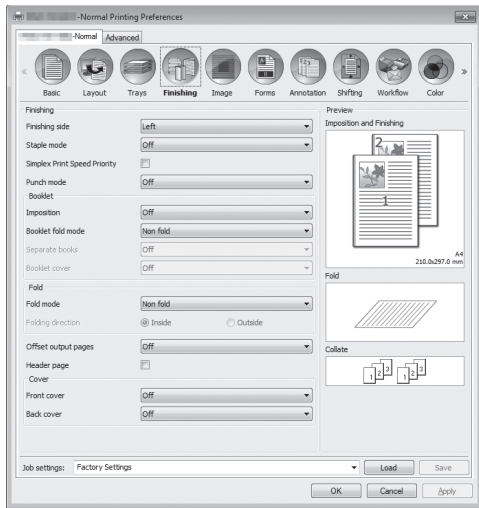 -Normal Printing Preferences
-Normal Advanced
« Basic Layout Trays Finishing Image Forms Annotation Shifting Workflow Color »
Finishing
Finishing side Left
Staple mode Off
Simplex Print Speed Priority
Punch mode Off
Booklet
Imposition Off
Booklet fold mode Non fold
Separate books Off
Booklet cover Off
Fold
Fold mode Non fold
Folding direction Inside Outside
Offset output pages Off
Header page
Cover
Front cover Off
Back cover Off
Preview
Imposition and Finishing
2
1
A4
210.0x297.0 mm
Fold
Collate
1 2 3 1 2 3
Job settings: Factory Settings Load Save
OK Cancel Apply